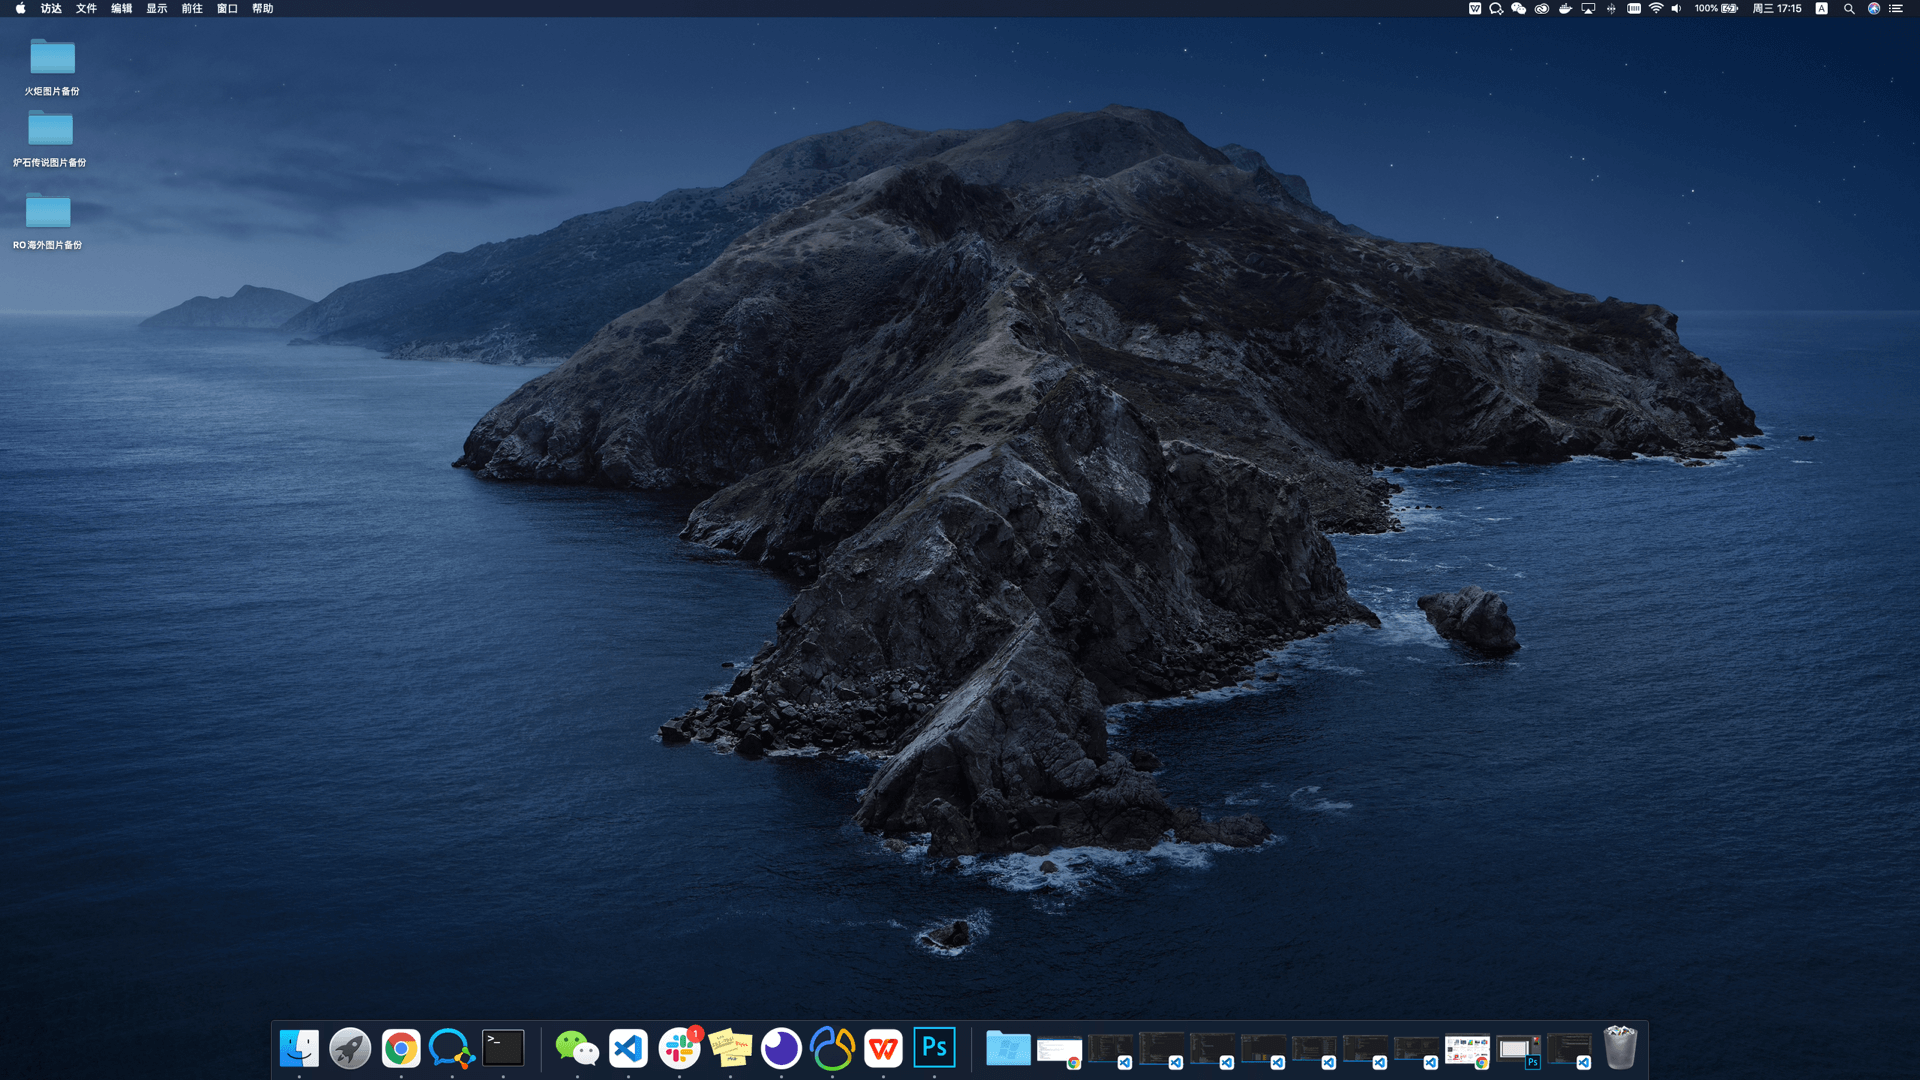 访达 文件 编辑 显示 前往 窗口 帮助
100% 周三 17:15 A
火炬图片备份
炉石传说图片备份
RO海外图片备份
>_
1
Ps
Ps